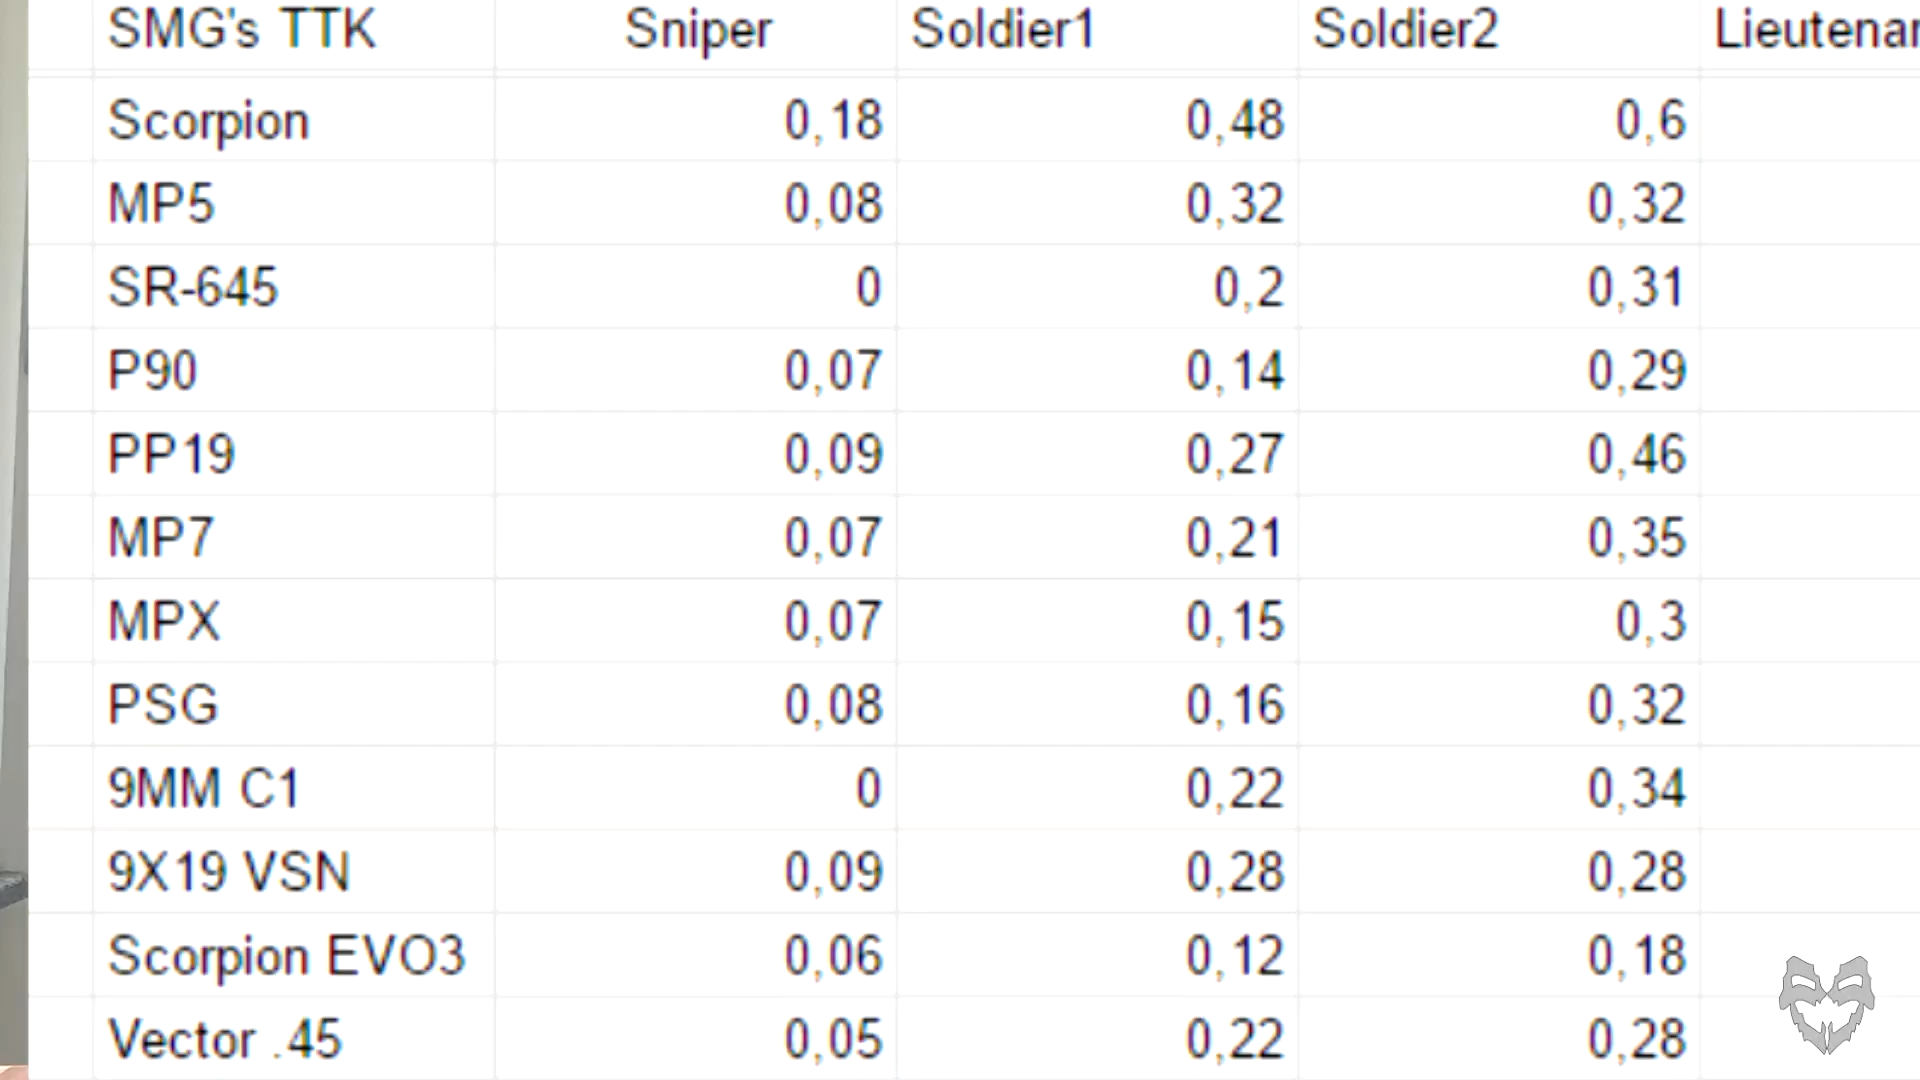 SMG's TTK Sniper Soldier1 Soldier2
Scorpion 0,18 0,48 0,6
MP5 0,08 0,32 0,32
SR-645 0 0,2 0,31
P90 0,07 0,14 0,29
PP19 0,09 0,27 0,46
MP7 0,07 0,21 0,35
MPX 0,07 0,15 0,3
PSG 0,08 0,16 0,32
9MM C1 0 0,22 0,34
9X19 VSN 0,09 0,28 0,28
Scorpion EVO3 0,06 0,12 0,18
Vector .45 0,05 0,22 0,28